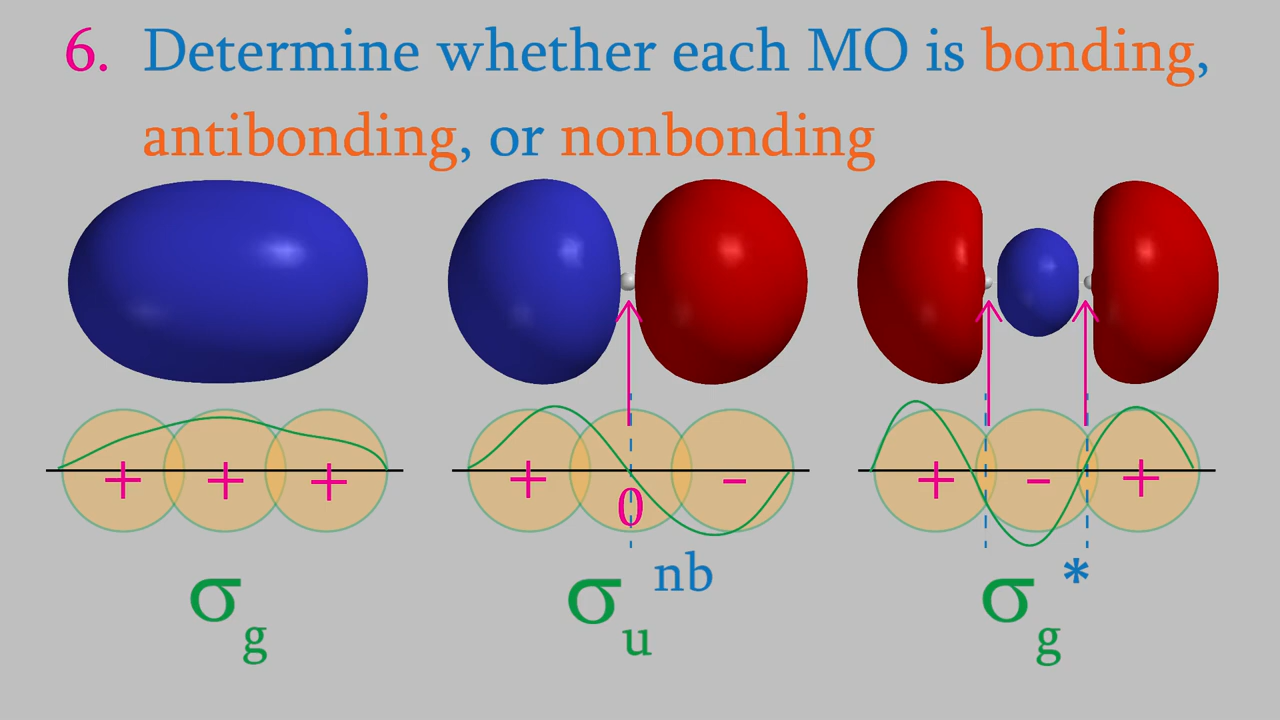 6. Determine whether each MO is bonding,
antibonding, or nonbonding
+ + + + 0 - + - +
σg σu nb σg *